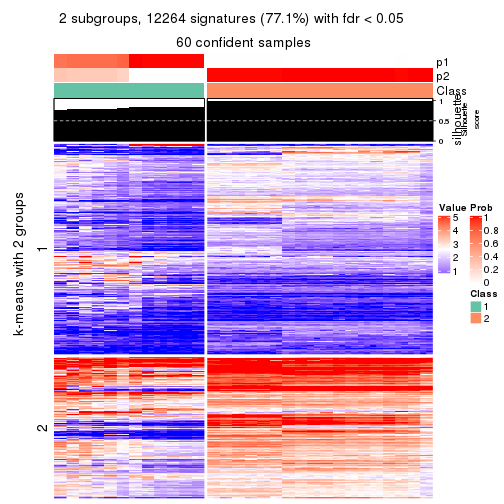 2 subgroups, 12264 signatures (77.1%) with fdr < 0.05
60 confident samples
p1
p2
Class
silhouette
Silhouette
score
1
0.5
0
k-means with 2 groups
1
2
Value
5
4
3
2
1
Prob
1
0.8
0.6
0.4
0.2
0
Class
1
2